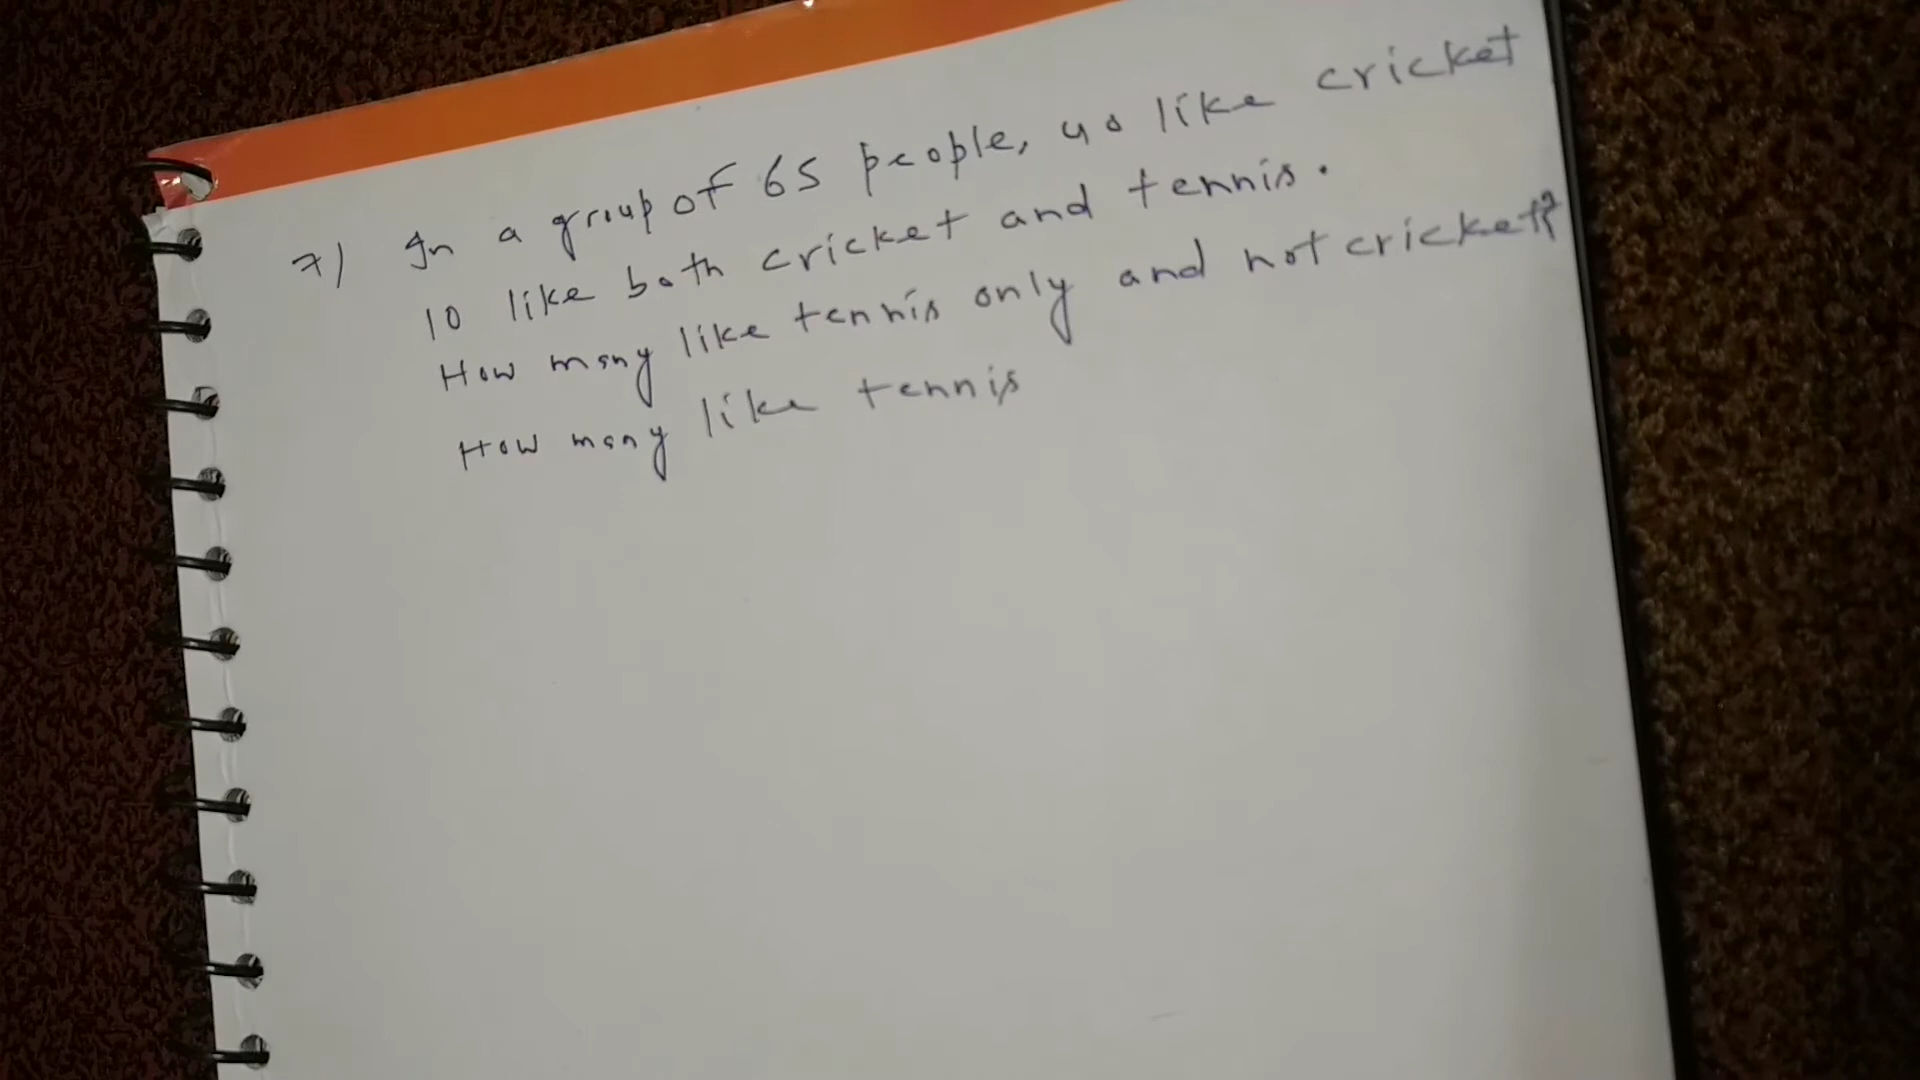 7) In a group of 65 people, 40 like cricket
10 like both cricket and tennis.
How many like tennis only and not cricket?
How many like tennis